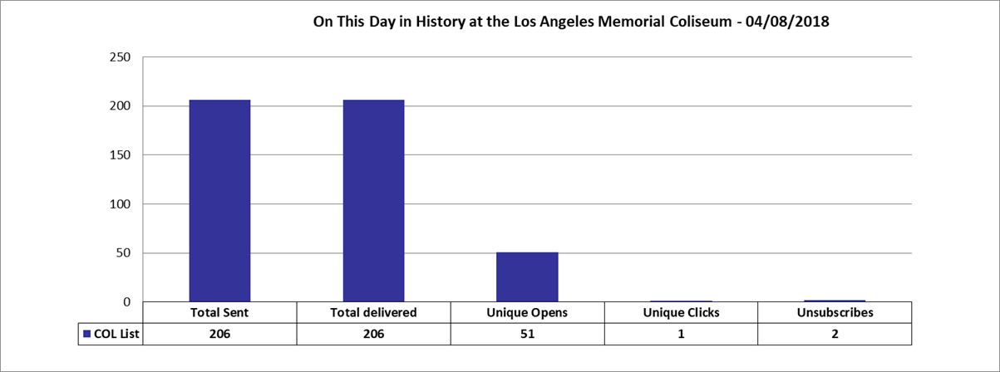 On This Day in History at the Los Angeles Memorial Coliseum - 04/08/2018
250
200
150
100
50
0
Total Sent Total delivered Unique Opens Unique Clicks Unsubscribes
COL List 206 206 51 1 2